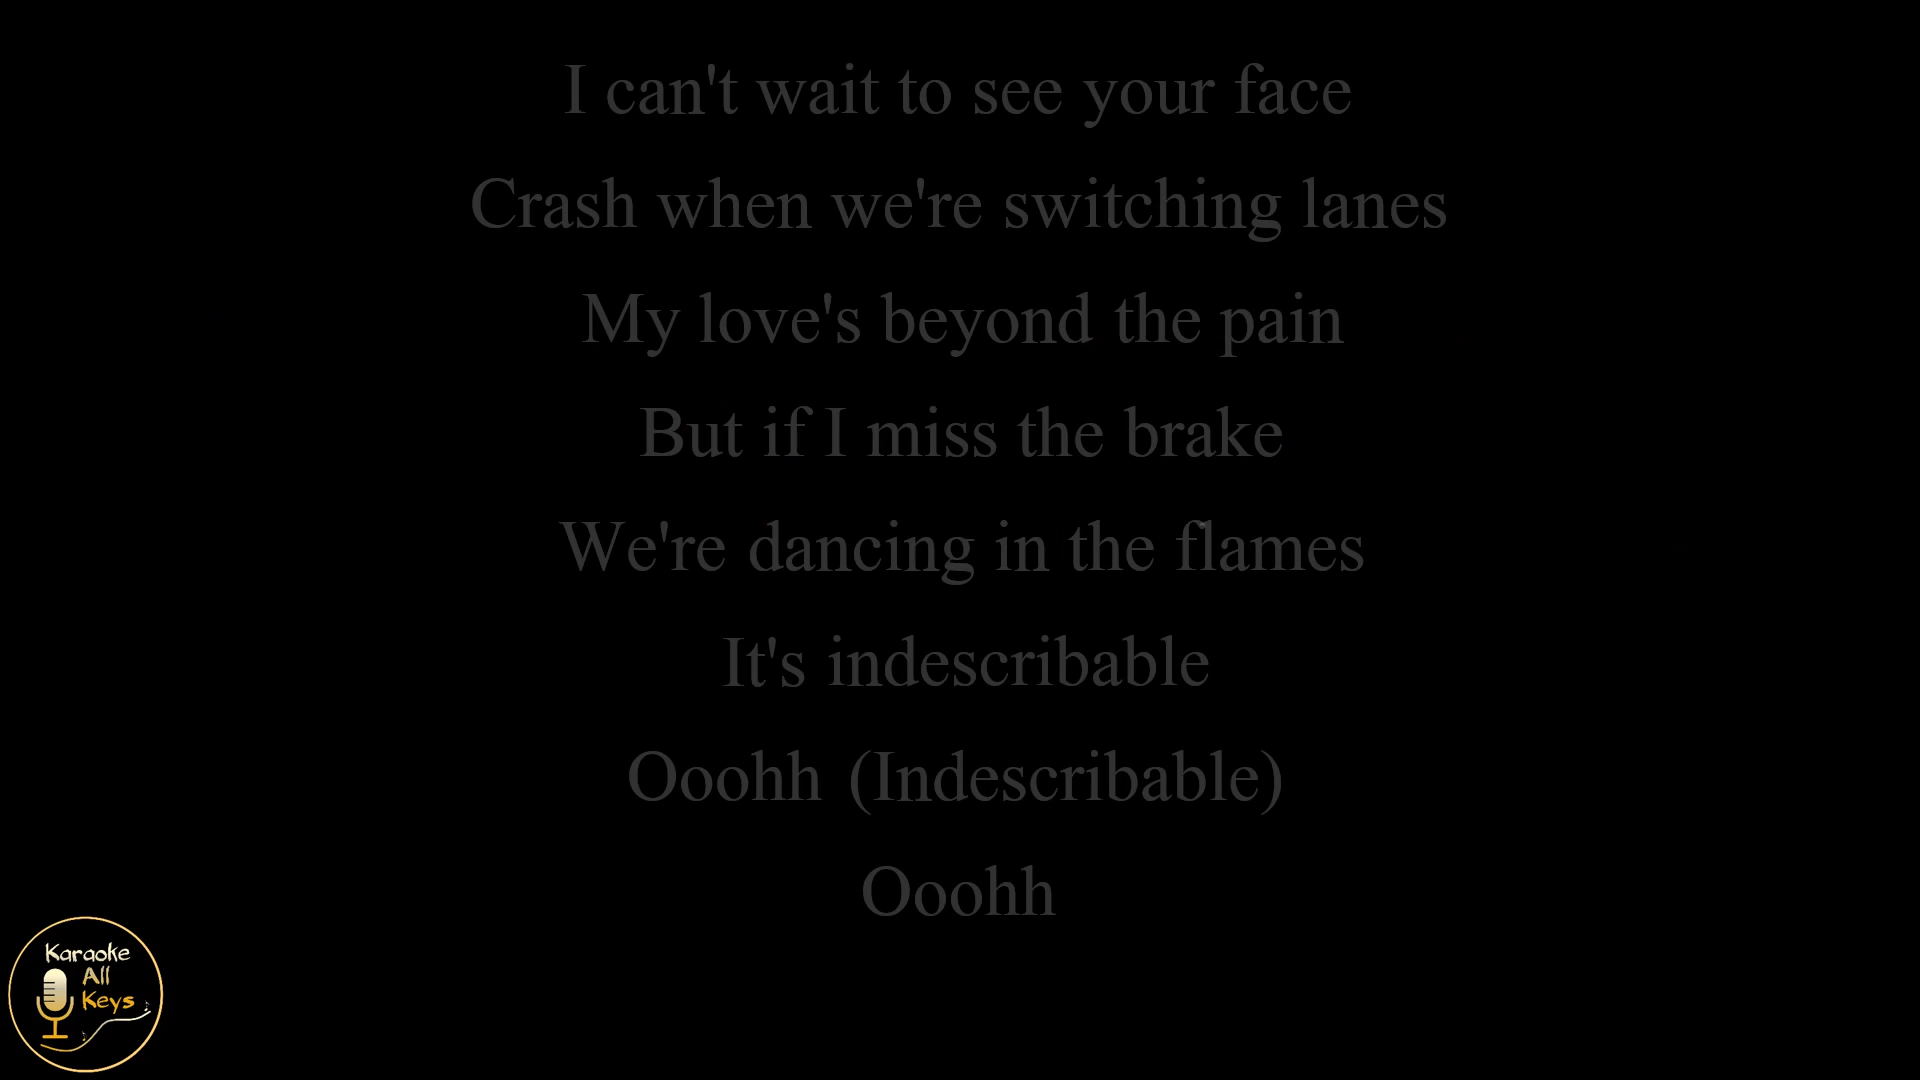 I can't wait to see your face
Crash when we're switching lanes
My love's beyond the pain
But if I miss the brake
We're dancing in the flames
It's indescribable
Ooohh (Indescribable)
Ooohh
Karaoke
All
Keys